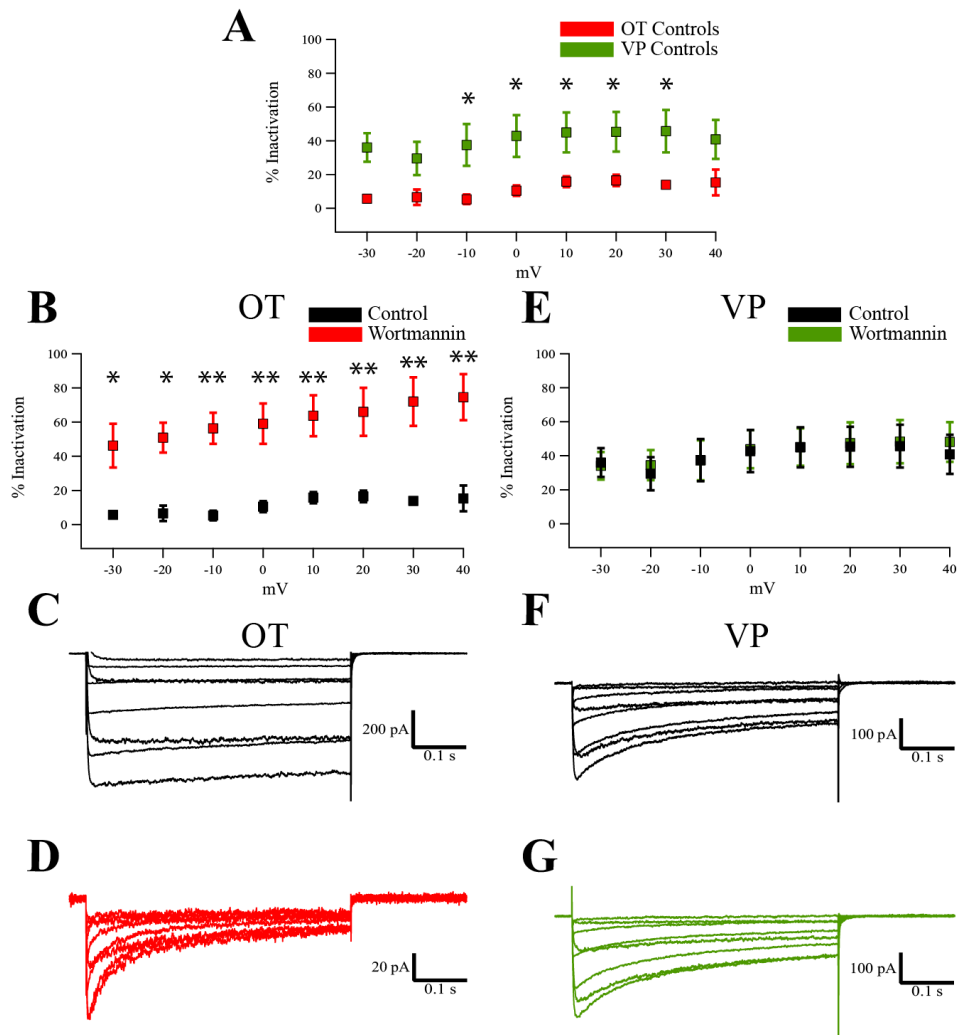 A
OT Controls
VP Controls
100
80
60
40
20
0
% Inactivation
* * * * *
-30 -20 -10 0 10 20 30 40
mV
B
OT
Control
Wortmannin
100
80
60
40
20
0
% Inactivation
* * ** ** ** ** ** **
-30 -20 -10 0 10 20 30 40
mV
E
VP
Control
Wortmannin
100
80
60
40
20
0
% Inactivation
-30 -20 -10 0 10 20 30 40
mV
C
OT
200 pA
0.1 s
F
VP
100 pA
0.1 s
D
20 pA
0.1 s
G
100 pA
0.1 s